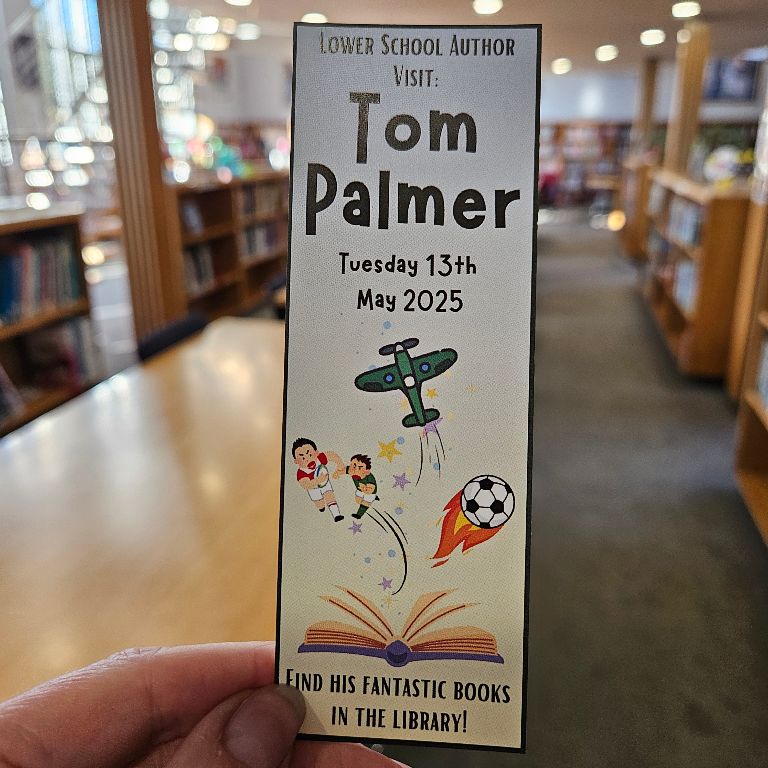 Lower School Author
Visit:
Tom
Palmer
Tuesday 13th
May 2025
Find his fantastic books
in the library!